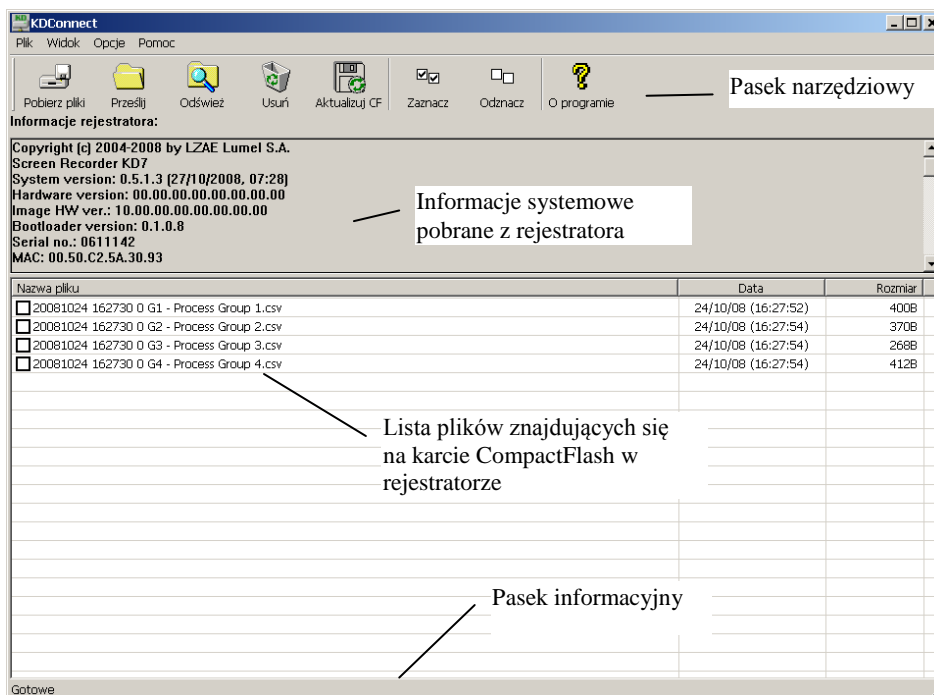 KDConnect
Plik Widok Opcje Pomoc
Pobierz pliki Prześlij Odśwież Usuń Aktualizuj CF Zaznacz Odznacz O programie
Pasek narzędziowy
Informacje rejestratora:
Copyright (c) 2004-2008 by LZAE Lumel S.A.
Screen Recorder KD7
System version: 0.5.1.3 (27/10/2008, 07:28)
Hardware version: 00.00.00.00.00.00.00.00
Image HW ver.: 10.00.00.00.00.00.00.00
Bootloader version: 0.1.0.8
Serial no.: 0611142
MAC: 00.50.C2.5A.30.93
Informacje systemowe
pobrane z rejestratora
Nazwa pliku Data Rozmiar
20081024 162730 0 G1 - Process Group 1.csv 24/10/08 (16:27:52) 400B
20081024 162730 0 G2 - Process Group 2.csv 24/10/08 (16:27:54) 370B
20081024 162730 0 G3 - Process Group 3.csv 24/10/08 (16:27:54) 268B
20081024 162730 0 G4 - Process Group 4.csv 24/10/08 (16:27:54) 412B
Lista plików znajdujących się
na karcie CompactFlash w
rejestratorze
Pasek informacyjny
Gotowe